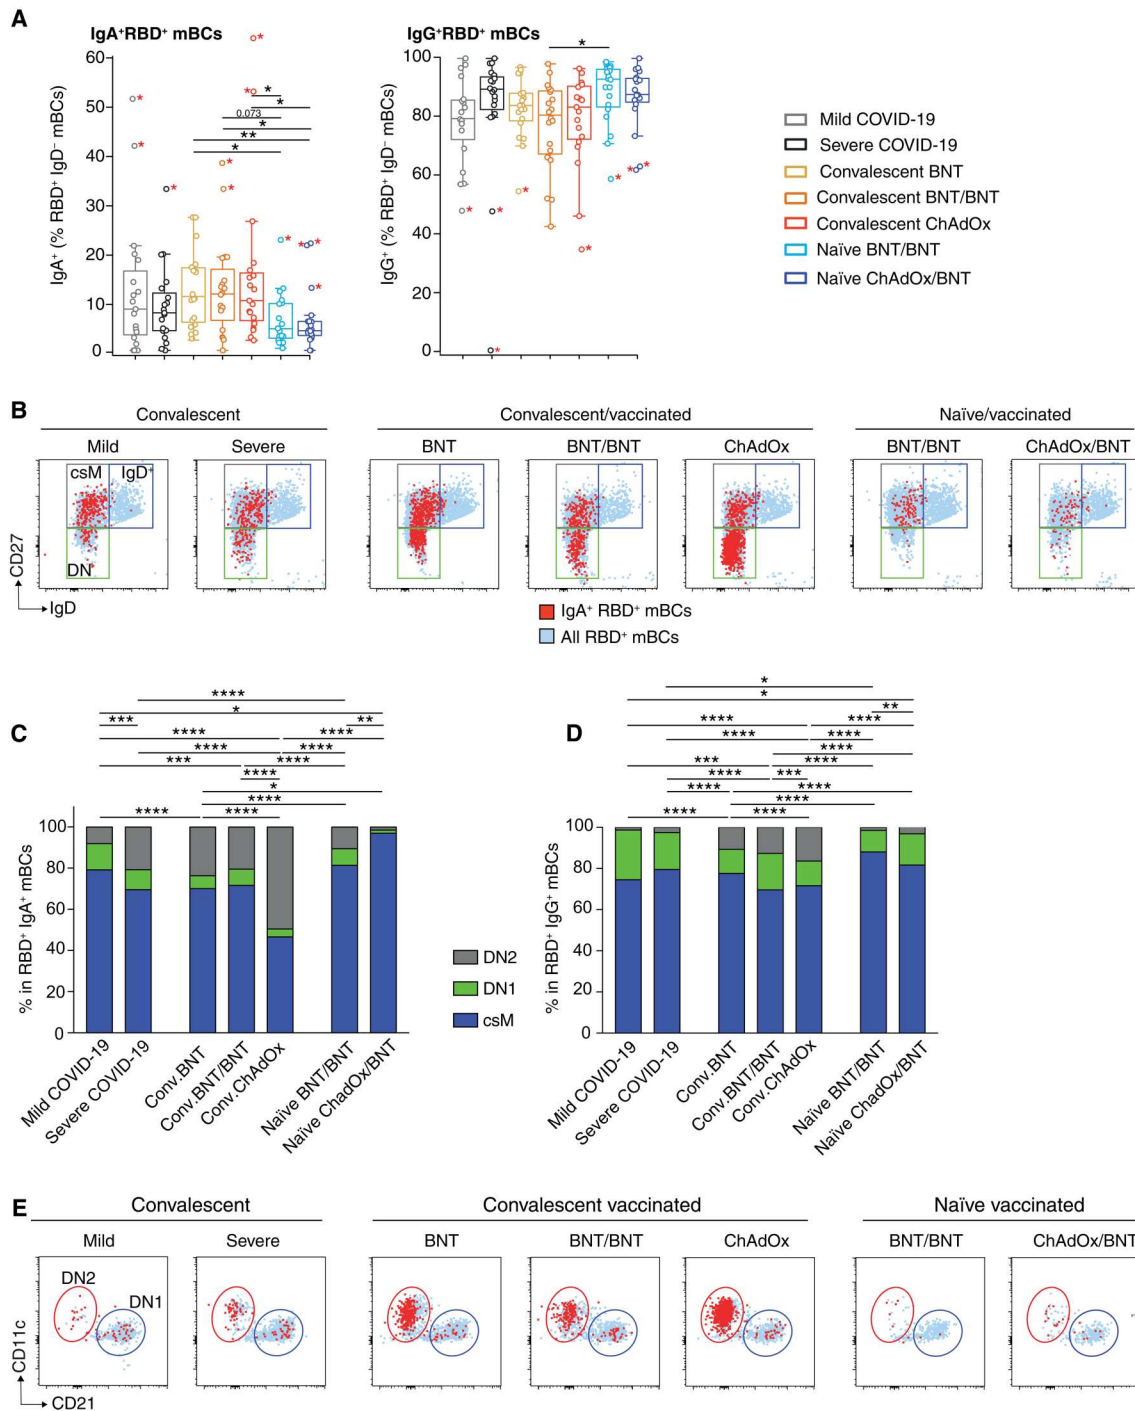 A
IgA⁺RBD⁺ mBCs
IgG⁺RBD⁺ mBCs
IgA⁺ (% RBD⁺ IgD⁻ mBCs)
60
50
40
30
20
10
0
*
*
*
*
*
*
*
*
*
*
*
*
0.073
*
*
*
**
*
IgG⁺ (% RBD⁺ IgD⁻ mBCs)
100
80
60
40
20
0
*
*
*
*
*
*
*
*
*
Mild COVID-19
Severe COVID-19
Convalescent BNT
Convalescent BNT/BNT
Convalescent ChAdOx
Naïve BNT/BNT
Naïve ChAdOx/BNT
B
Convalescent
Convalescent/vaccinated
Naïve/vaccinated
Mild
Severe
BNT
BNT/BNT
ChAdOx
BNT/BNT
ChAdOx/BNT
csM
IgD⁺
DN
CD27
IgD
IgA⁺ RBD⁺ mBCs
All RBD⁺ mBCs
C
****
*
***
**
****
****
****
****
***
****
****
*
****
****
****
% in RBD⁺ IgA⁺ mBCs
100
80
60
40
20
0
Mild COVID-19
Severe COVID-19
Conv.BNT
Conv.BNT/BNT
Conv.ChAdOx
Naïve BNT/BNT
Naïve ChadOx/BNT
DN2
DN1
csM
D
*
*
**
****
****
****
****
****
***
****
****
***
****
*
****
****
****
% in RBD⁺ IgG⁺ mBCs
100
80
60
40
20
0
Mild COVID-19
Severe COVID-19
Conv.BNT
Conv.BNT/BNT
Conv.ChAdOx
Naïve BNT/BNT
Naïve ChAdOx/BNT
E
Convalescent
Convalescent vaccinated
Naïve vaccinated
Mild
Severe
BNT
BNT/BNT
ChAdOx
BNT/BNT
ChAdOx/BNT
DN2
DN1
CD11c
CD21